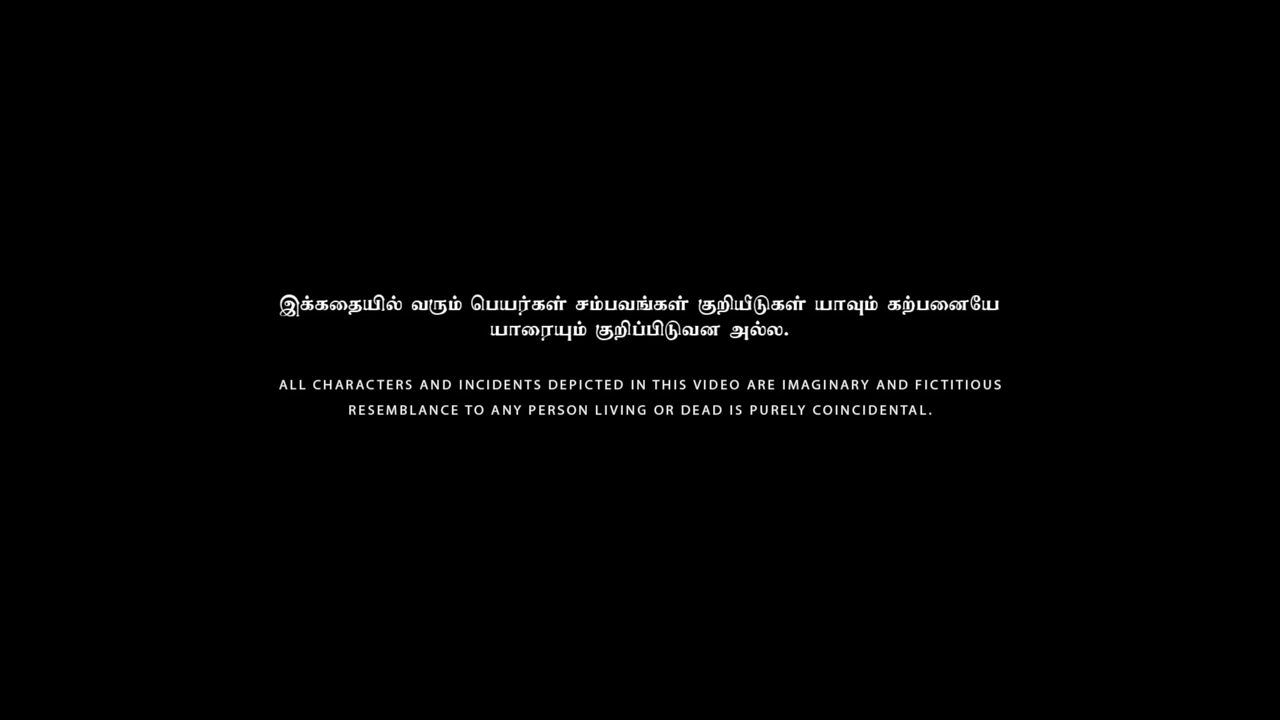 இக்கதையில் வரும் பெயர்கள் சம்பவங்கள் குறியீடுகள் யாவும் கற்பனையே
யாரையும் குறிப்பிடுவன அல்ல.
ALL CHARACTERS AND INCIDENTS DEPICTED IN THIS VIDEO ARE IMAGINARY AND FICTITIOUS
RESEMBLANCE TO ANY PERSON LIVING OR DEAD IS PURELY COINCIDENTAL.